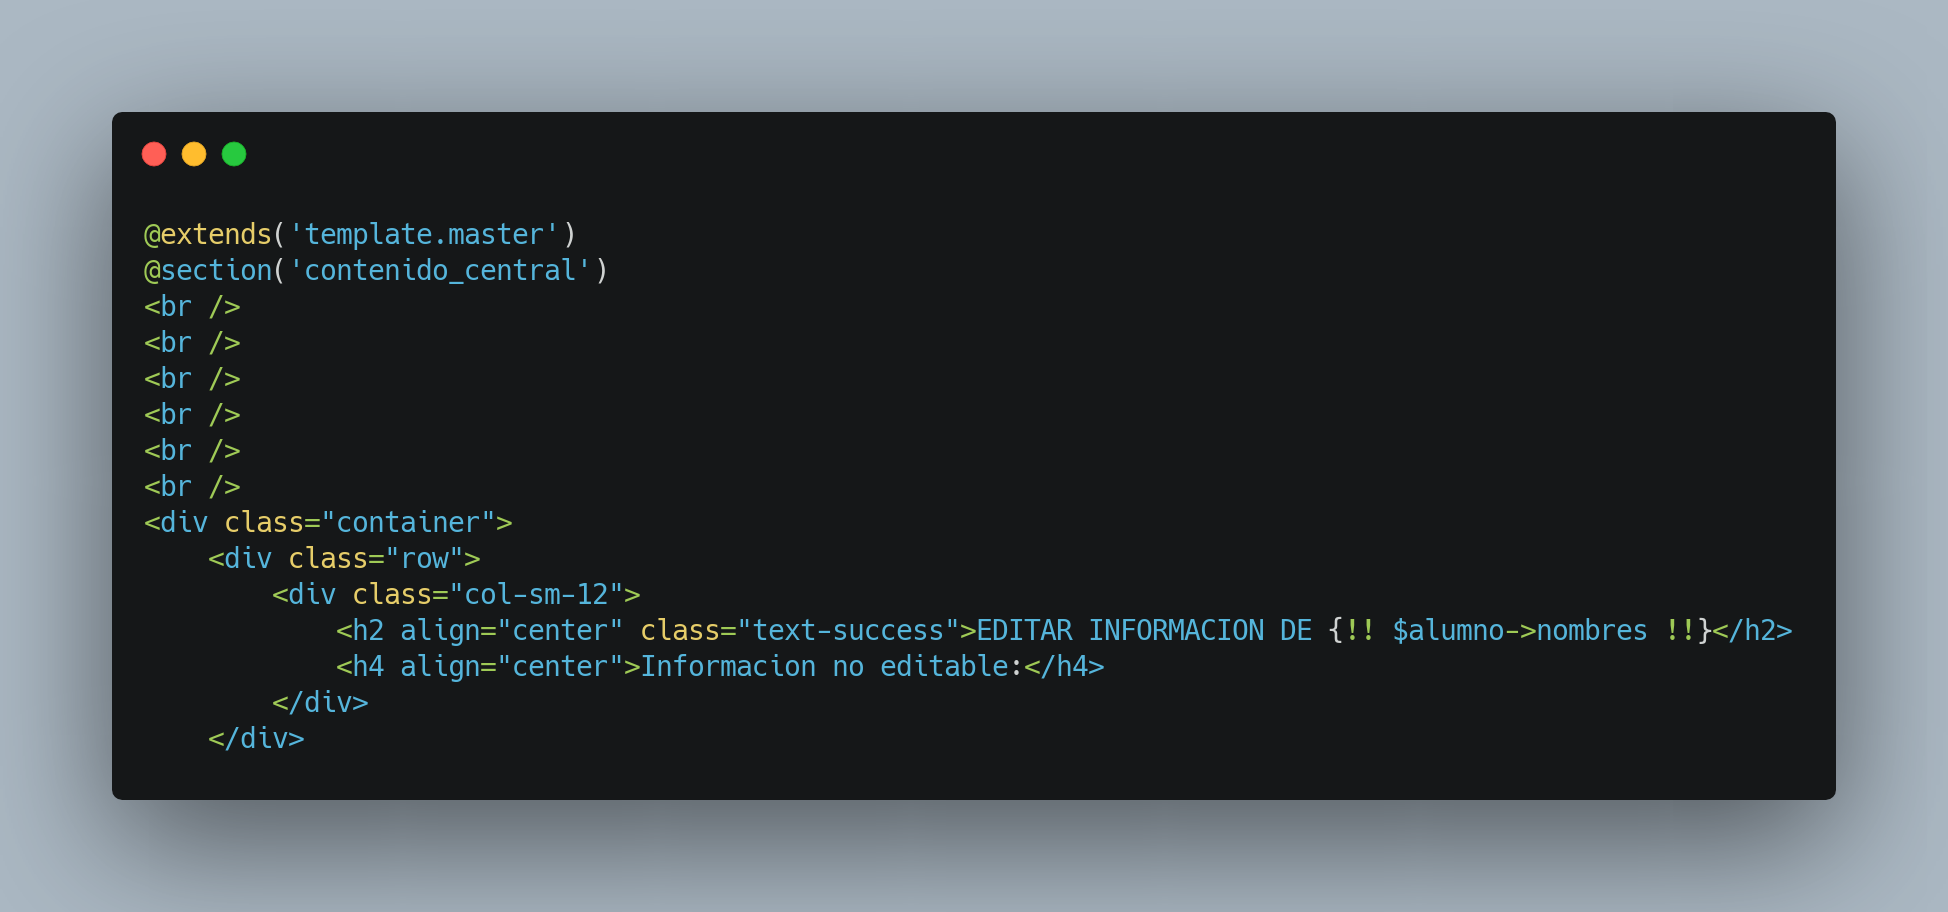 @extends('template.master')
@section('contenido_central')
<br />
<br />
<br />
<br />
<br />
<br />
<div class="container">
    <div class="row">
        <div class="col-sm-12">
            <h2 align="center" class="text-success">EDITAR INFORMACION DE {!! $alumno->nombres !!}</h2>
            <h4 align="center">Informacion no editable:</h4>
        </div>
    </div>